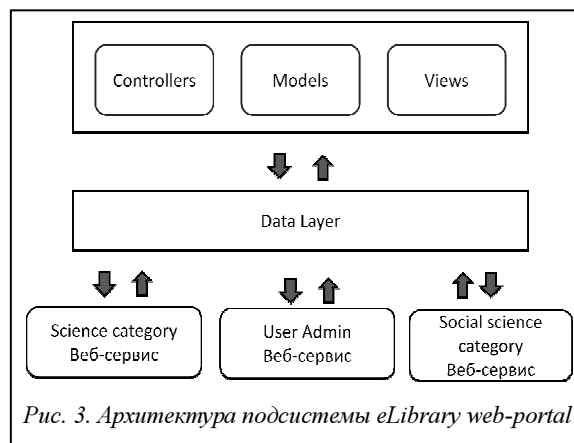 Controllers
Models
Views
Data Layer
Science category
Веб-сервис
User Admin
Веб-сервис
Social science
category
Веб-сервис
Рис. 3. Архитектура подсистемы eLibrary web-portal